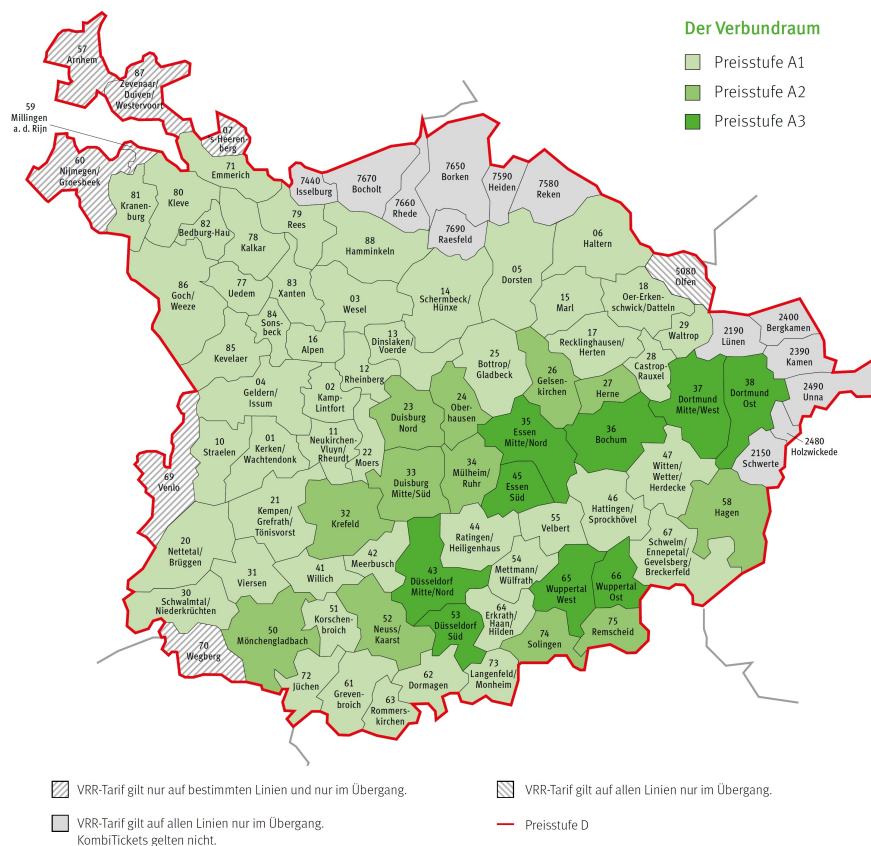 Der Verbundraum
Preisstufe A1
Preisstufe A2
Preisstufe A3
57
Arnhem
87
Zevenaar/
Duiven/
Westervoort
59
Millingen
a. d. Rijn
07
's-Heeren-
berg
60
Nijmegen/
Groesbeek
71
Emmerich
7440
Isselburg
7670
Bocholt
7660
Rhede
7650
Borken
7590
Heiden
7580
Reken
7690
Raesfeld
81
Kranen-
burg
80
Kleve
82
Bedburg-Hau
78
Kalkar
79
Rees
88
Hamminkeln
06
Haltern
05
Dorsten
5080
Olfen
86
Goch/
Weeze
77
Uedem
83
Xanten
03
Wesel
14
Schermbeck/
Hünxe
15
Marl
18
Oer-Erken-
schwick/Datteln
84
Sons-
beck
85
Kevelaer
16
Alpen
13
Dinslaken/
Voerde
17
Recklinghausen/
Herten
29
Waltrop
2190
Lünen
2400
Bergkamen
2390
Kamen
2490
Unna
2480
Holzwickede
2150
Schwerte
25
Bottrop/
Gladbeck
28
Castrop-
Rauxel
12
Rheinberg
04
Geldern/
Issum
02
Kamp-
Lintfort
26
Gelsen-
kirchen
27
Herne
37
Dortmund
Mitte/West
38
Dortmund
Ost
23
Duisburg
Nord
24
Ober-
hausen
35
Essen
Mitte/Nord
36
Bochum
10
Straelen
01
Kerken/
Wachtendonk
11
Neukirchen-
Vluyn/
Rheurdt
22
Moers
33
Duisburg
Mitte/Süd
34
Mülheim/
Ruhr
45
Essen
Süd
47
Witten/
Wetter/
Herdecke
69
Venlo
21
Kempen/
Grefrath/
Tönisvorst
32
Krefeld
46
Hattingen/
Sprockhövel
58
Hagen
20
Nettetal/
Brüggen
44
Ratingen/
Heiligenhaus
55
Velbert
67
Schwelm/
Ennepetal/
Gevelsberg/
Breckerfeld
31
Viersen
41
Willich
42
Meerbusch
43
Düsseldorf
Mitte/Nord
54
Mettmann/
Wülfrath
65
Wuppertal
West
66
Wuppertal
Ost
30
Schwalmtal/
Niederkrüchten
50
Mönchengladbach
51
Korschen-
broich
52
Neuss/
Kaarst
53
Düsseldorf
Süd
64
Erkrath/
Haan/
Hilden
74
Solingen
75
Remscheid
70
Wegberg
72
Jüchen
61
Greven-
broich
63
Rommers-
kirchen
62
Dormagen
73
Langenfeld/
Monheim
VRR-Tarif gilt nur auf bestimmten Linien und nur im Übergang.
VRR-Tarif gilt auf allen Linien nur im Übergang.
VRR-Tarif gilt auf allen Linien nur im Übergang.
KombiTickets gelten nicht.
Preisstufe D